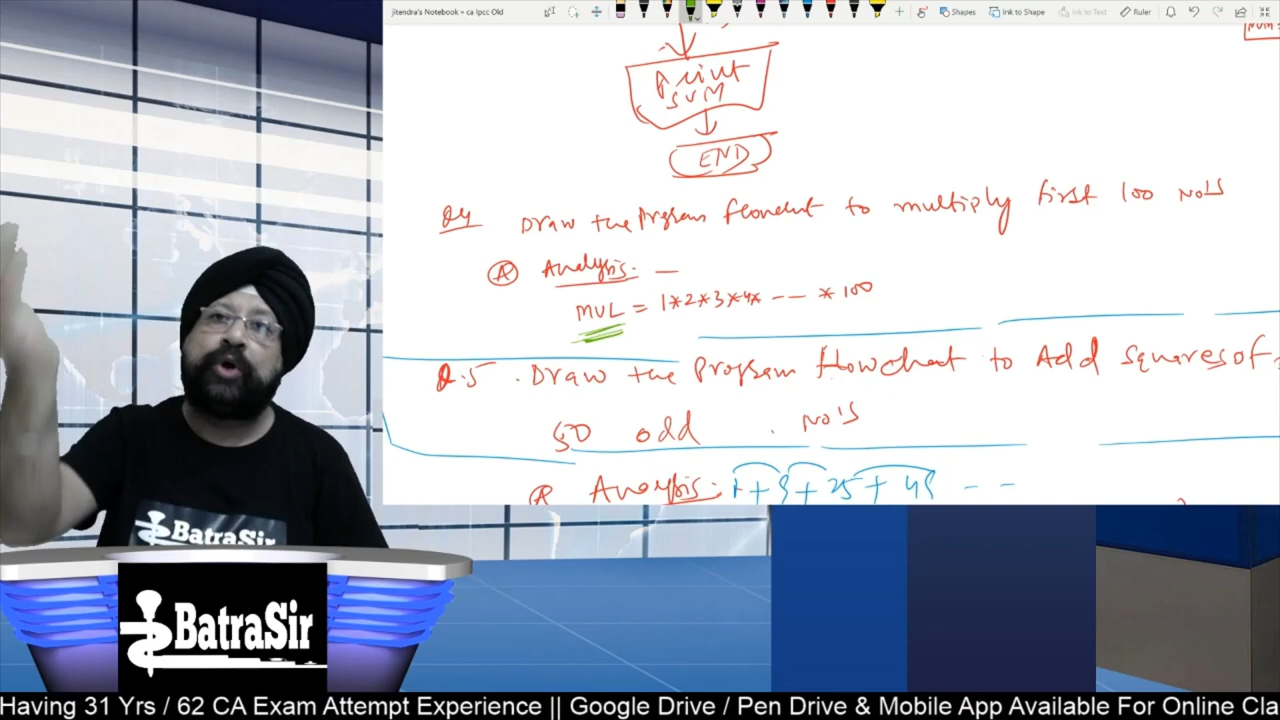 jitendra's Notebook » ca Ipcc Old
Shapes
Ink to Shape
Ink to Text
Ruler
print
SUM
END
Q4 Draw the Program flowchart to multiply first 100 No's
(A) Analysis. —
MUL = 1*2*3*4* -- — * 100
Q.5 . Draw the Program flowchart to Add squares of
50 odd . No's
A Analysis: 1 + 9 + 25 + 49 - -
BatraSir
BatraSir
Having 31 Yrs / 62 CA Exam Attempt Experience || Google Drive / Pen Drive & Mobile App Available For Online Cla